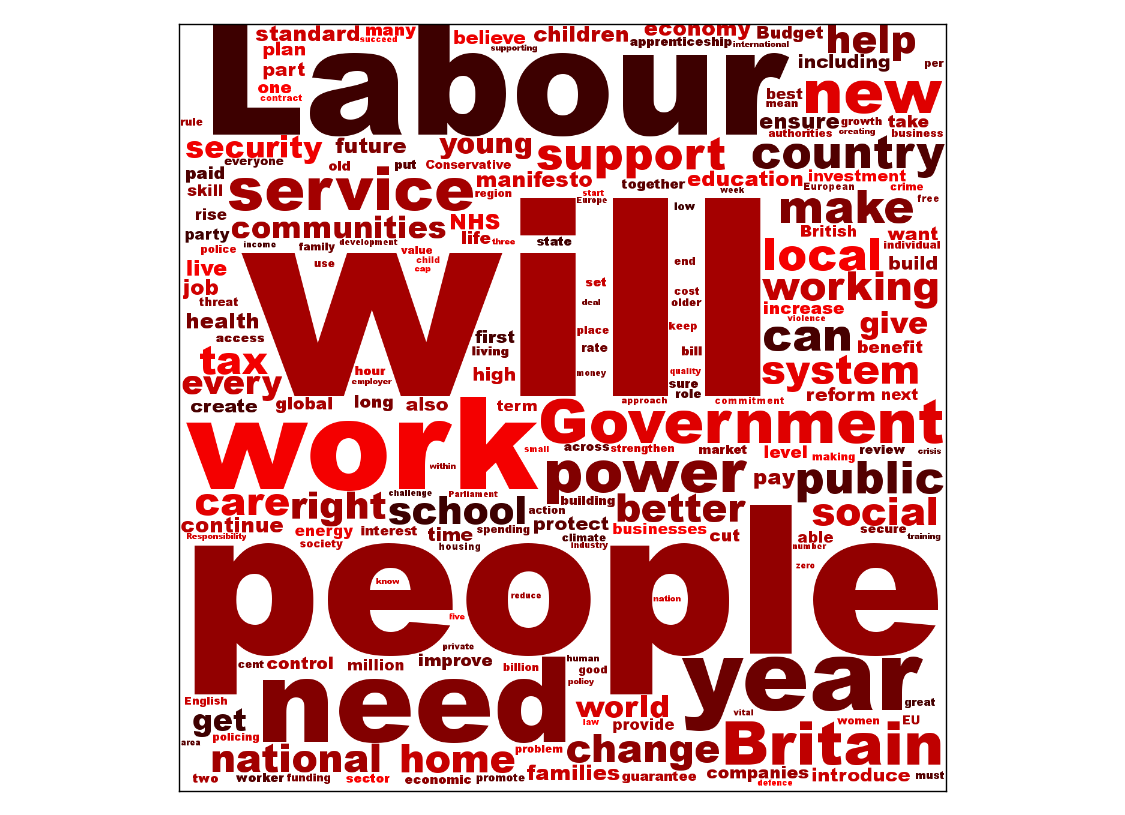 standard many succeed believe children economy Budget help
plan supporting apprenticeship international including per
part
one
contract
Labour
best new
mean
rule ensure growth take
authorities creating business
security future young support country
everyone old put Conservative
paid service manifesto together education investment
skill region start week European crime
Europe low free
rise make
party communities NHS British want
police income family development value life three state local individual
live use child end build
cap
job will set cost working
threat deal older increase
violence
health first place keep can give
access living rate bill benefit
tax hour high money quality system
every employer sure
create global long also term role reform next
approach commitment
work Government
small across strengthen market level making review crisis
within power pay public
care right challenge Parliament building better social
school action
continue energy interest time spending protect businesses cut able secure
Responsibility society housing climate training
industry number
people
know zero
reduce nation
five
private
cent control million improve billion human year
good
need policy
English world great
get law provide vital women EU
policing
area national home problem change Britain
two worker funding sector economic promote families guarantee companies introduce must
defence